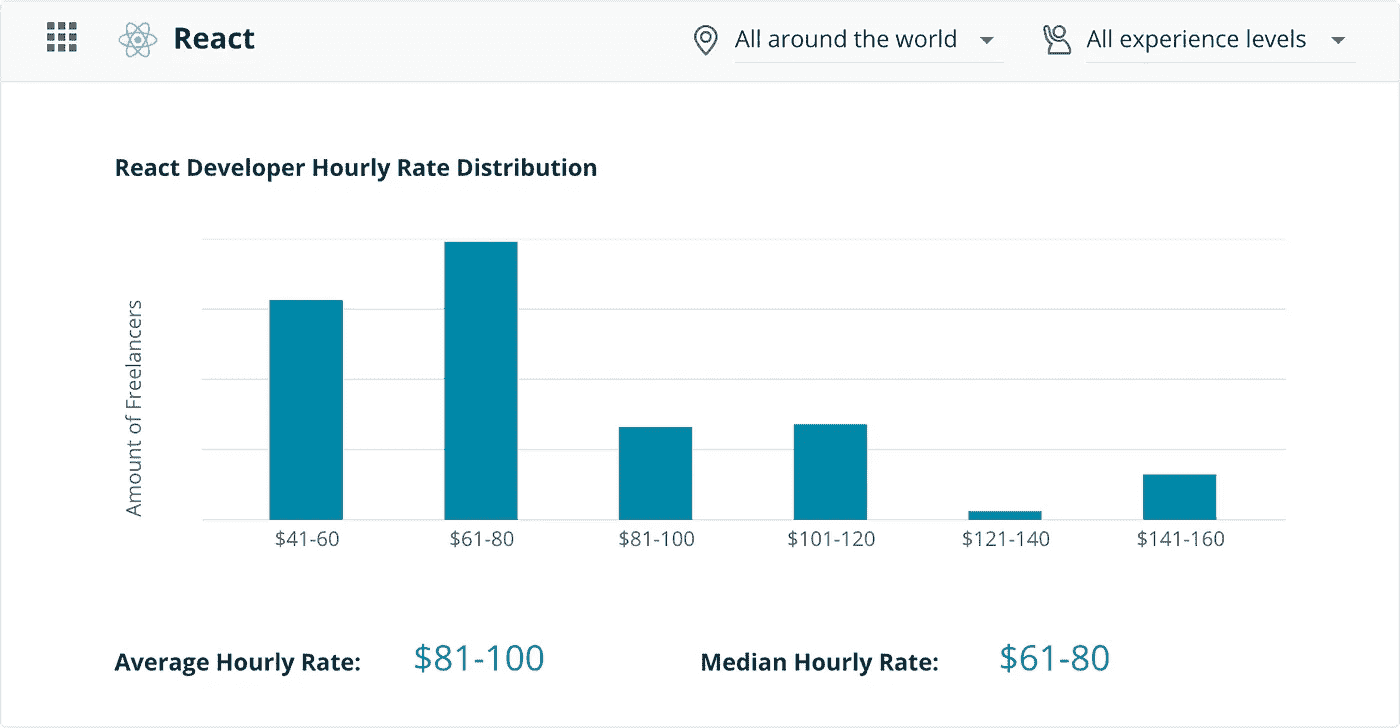 React
All around the world
All experience levels
React Developer Hourly Rate Distribution
Amount of Freelancers
$41-60
$61-80
$81-100
$101-120
$121-140
$141-160
Average Hourly Rate: $81-100
Median Hourly Rate: $61-80